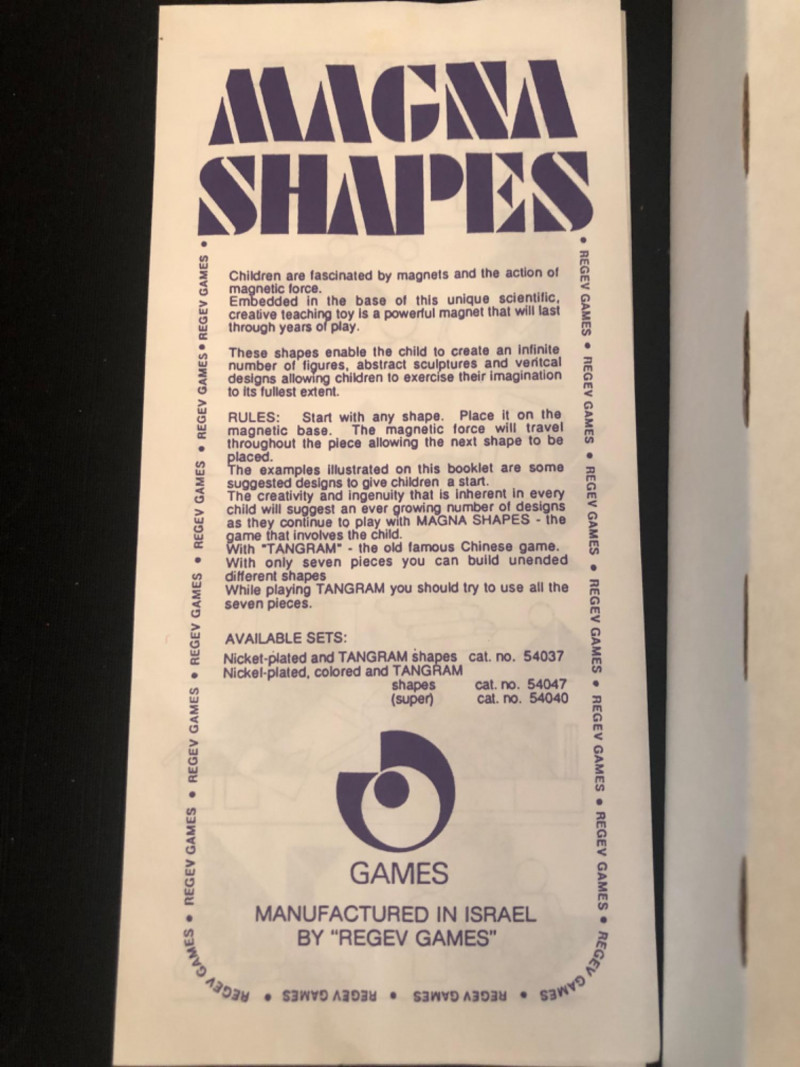 MAGNA
SHAPES
Children are fascinated by magnets and the action of
magnetic force.
Embedded in the base of this unique scientific,
creative teaching toy is a powerful magnet that will last
through years of play.
These shapes enable the child to create an infinite
number of figures, abstract sculptures and veritcal
designs allowing children to exercise their imagination
to its fullest extent.
RULES: Start with any shape. Place it on the
magnetic base. The magnetic force will travel
throughout the piece allowing the next shape to be
placed.
The examples illustrated on this booklet are some
suggested designs to give children a start.
The creativity and ingenuity that is inherent in every
child will suggest an ever growing number of designs
as they continue to play with MAGNA SHAPES - the
game that involves the child.
With "TANGRAM" - the old famous Chinese game.
With only seven pieces you can build unended
different shapes
While playing TANGRAM you should try to use all the
seven pieces.
AVAILABLE SETS:
Nicket-plated and TANGRAM shapes cat. no. 54037
Nickel-plated, colored and TANGRAM
shapes cat. no. 54047
(super) cat. no. 54040
GAMES
MANUFACTURED IN ISRAEL
BY "REGEV GAMES"
• REGEV GAMES • REGEV GAMES • REGEV GAMES • REGEV GAMES • REGEV GAMES • REGEV GAMES • REGEV GAMES • REGEV GAMES • REGEV GAMES • REGEV GAMES • REGEV GAMES • REGEV GAMES • REGEV GAMES • REGEV GAMES • REGEV GAMES •